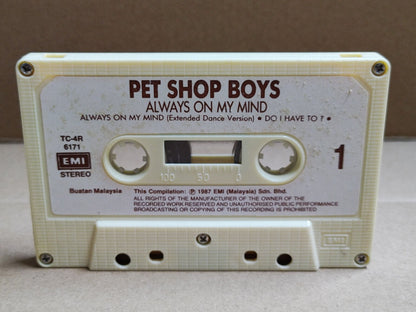 PET SHOP BOYS
ALWAYS ON MY MIND
ALWAYS ON MY MIND (Extended Dance Version) • DO I HAVE TO ? •
TC-4R
6171
EMI
STEREO
1
100 50 0
Buatan Malaysia
This Compilation: Ⓟ 1987 EMI (Malaysia) Sdn. Bhd.
ALL RIGHTS OF THE MANUFACTURER OF THE OWNER OF THE
RECORDED WORK RESERVED AND UNAUTHORISED PUBLIC PERFORMANCE
BROADCASTING OR COPYING OF THIS RECORDING IS PROHIBITED
EMI